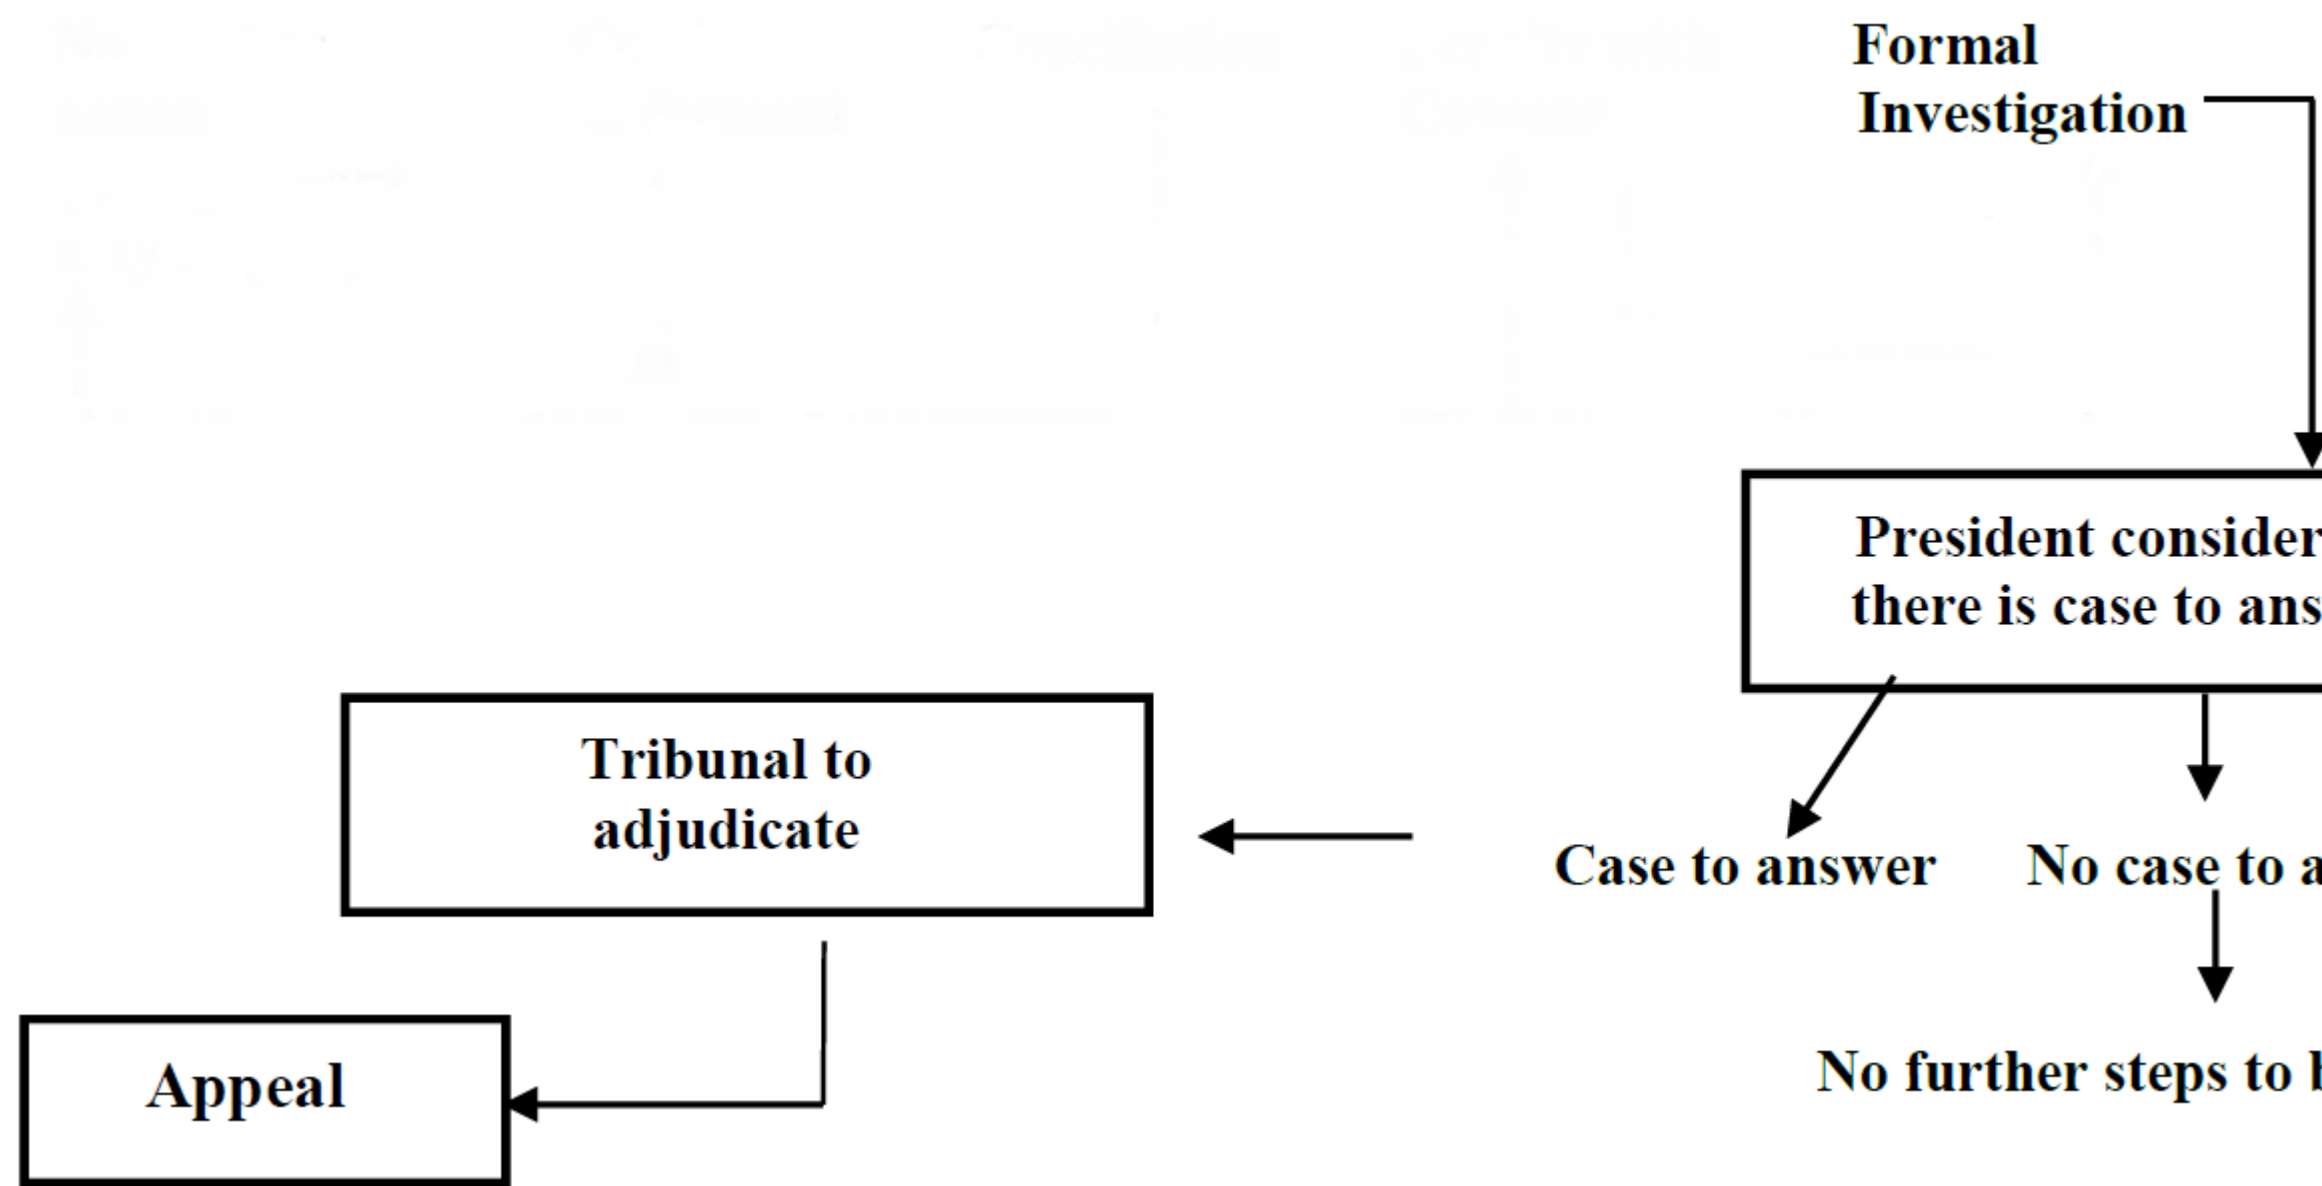 Formal
Investigation
President consider
there is case to ans
Tribunal to
adjudicate
Case to answer
No case to a
No further steps to b
Appeal